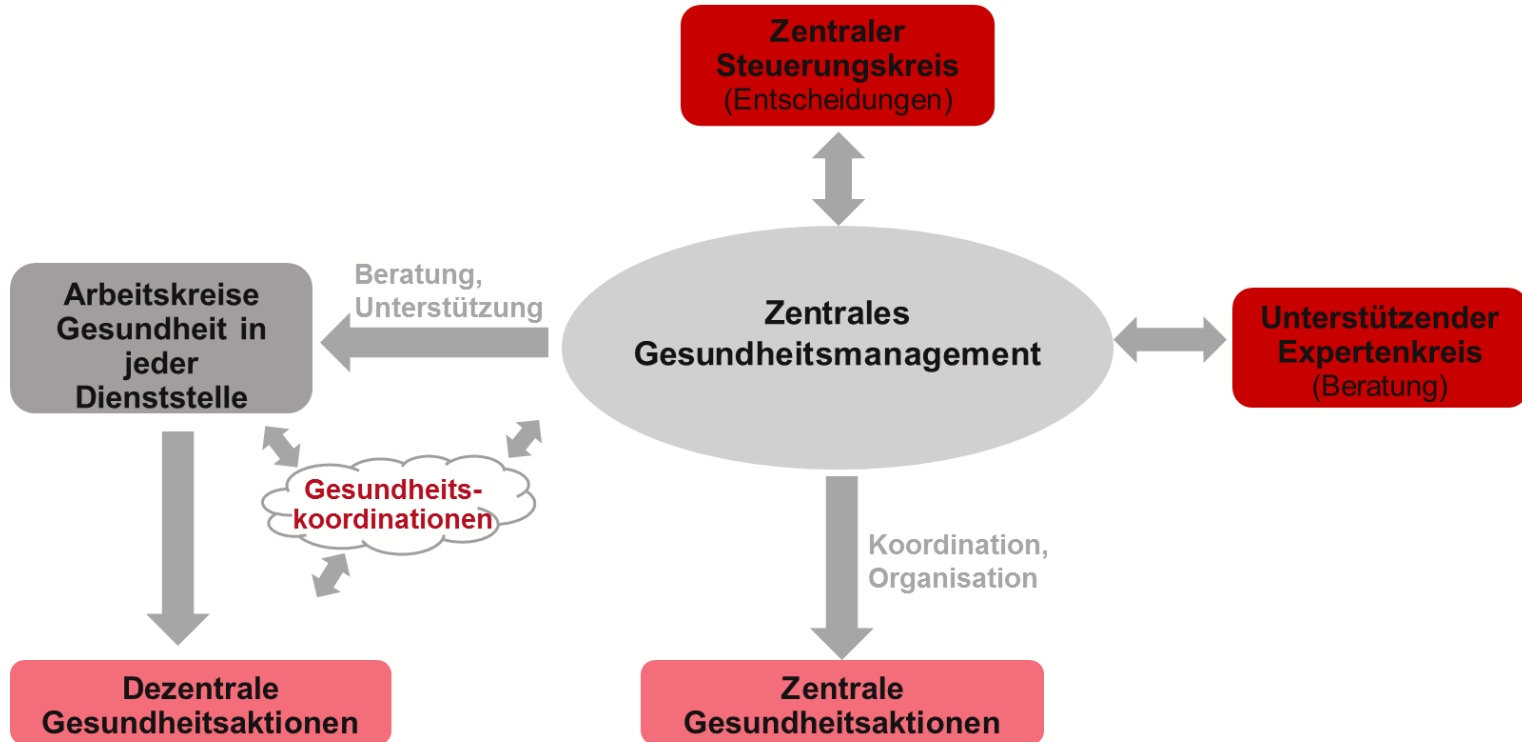 Zentraler
Steuerungskreis
(Entscheidungen)
Beratung,
Unterstützung
Arbeitskreise
Gesundheit in
jeder
Dienststelle
Zentrales
Gesundheitsmanagement
Unterstützender
Expertenkreis
(Beratung)
Gesundheits-
koordinationen
Koordination,
Organisation
Dezentrale
Gesundheitsaktionen
Zentrale
Gesundheitsaktionen